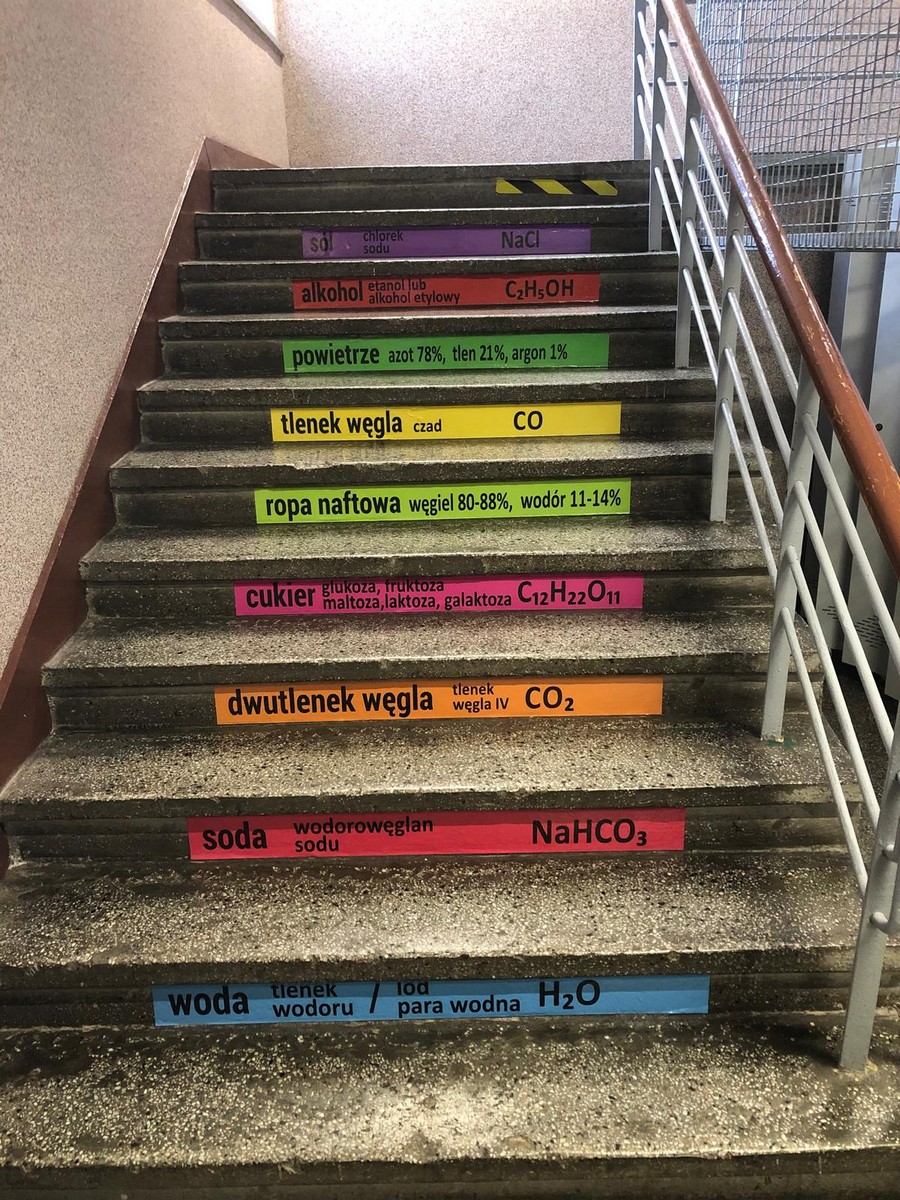 sól chlorek sodu NaCl
alkohol etanol lub alkohol etylowy C₂H₅OH
powietrze azot 78%, tlen 21%, argon 1%
tlenek węgla czad CO
ropa naftowa węgiel 80-88%, wodór 11-14%
cukier glukoza, fruktoza maltoza,laktoza, galaktoza C₁₂H₂₂O₁₁
dwutlenek węgla tlenek węgla IV CO₂
soda wodorowęglan sodu NaHCO₃
woda tlenek wodoru / lód para wodna H₂O